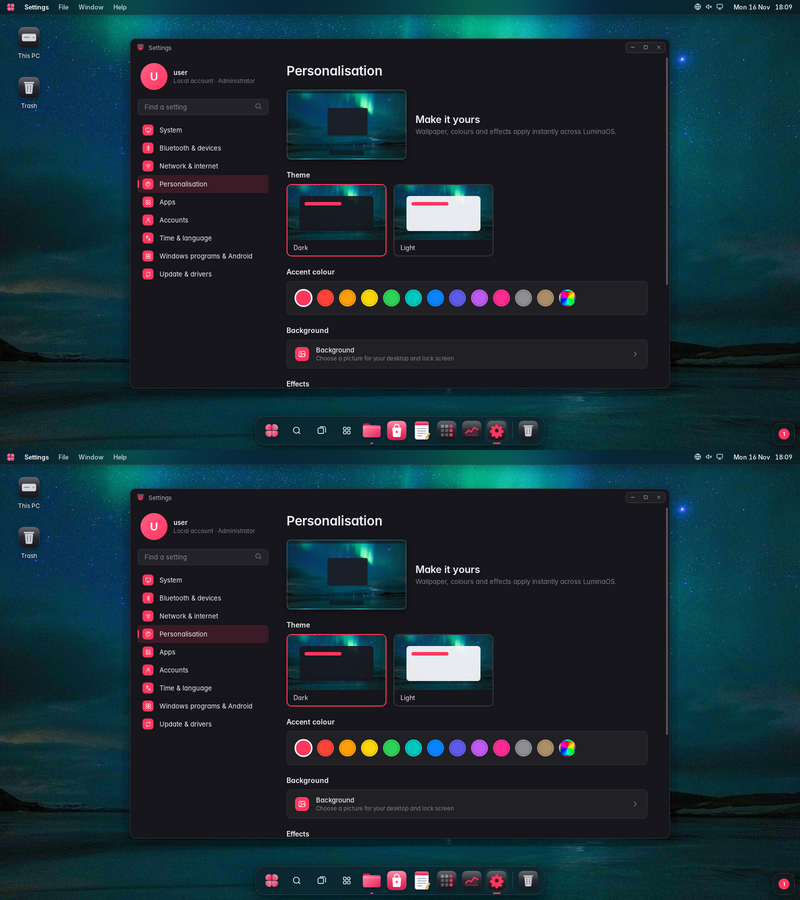 Settings File Window Help
Mon 16 Nov 18:09
This PC
Trash
Settings
U
user
Local account · Administrator
Find a setting
System
Bluetooth & devices
Network & internet
Personalisation
Apps
Accounts
Time & language
Windows programs & Android
Update & drivers
Personalisation
Make it yours
Wallpaper, colours and effects apply instantly across LuminaOS.
Theme
Dark
Light
Accent colour
Background
Background
Choose a picture for your desktop and lock screen
Effects
1
Settings File Window Help
Mon 16 Nov 18:09
This PC
Trash
Settings
U
user
Local account · Administrator
Find a setting
System
Bluetooth & devices
Network & internet
Personalisation
Apps
Accounts
Time & language
Windows programs & Android
Update & drivers
Personalisation
Make it yours
Wallpaper, colours and effects apply instantly across LuminaOS.
Theme
Dark
Light
Accent colour
Background
Background
Choose a picture for your desktop and lock screen
Effects
1